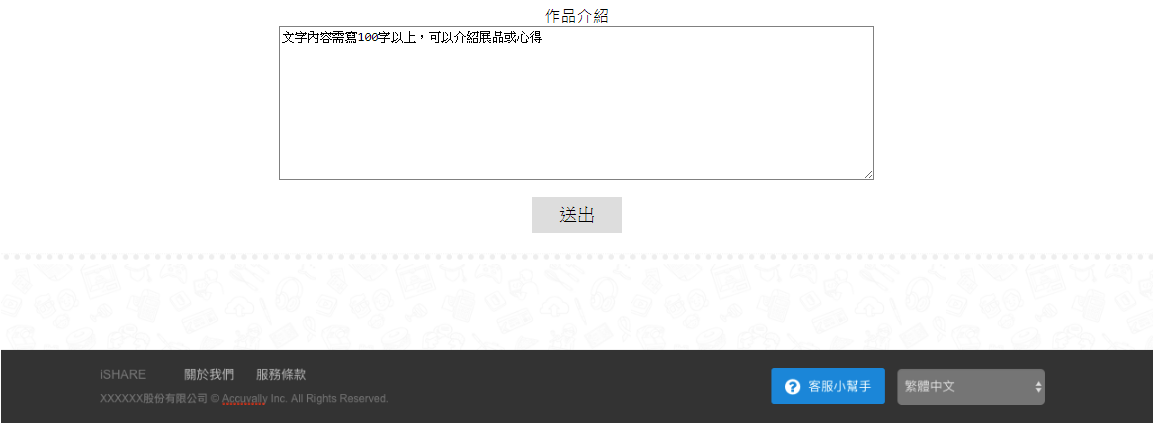 作品介紹
文字內容需寫100字以上，可以介紹展品或心得
送出
iSHARE 關於我們 服務條款
XXXXXX股份有限公司 © Accuvally Inc. All Rights Reserved.
? 客服小幫手 繁體中文